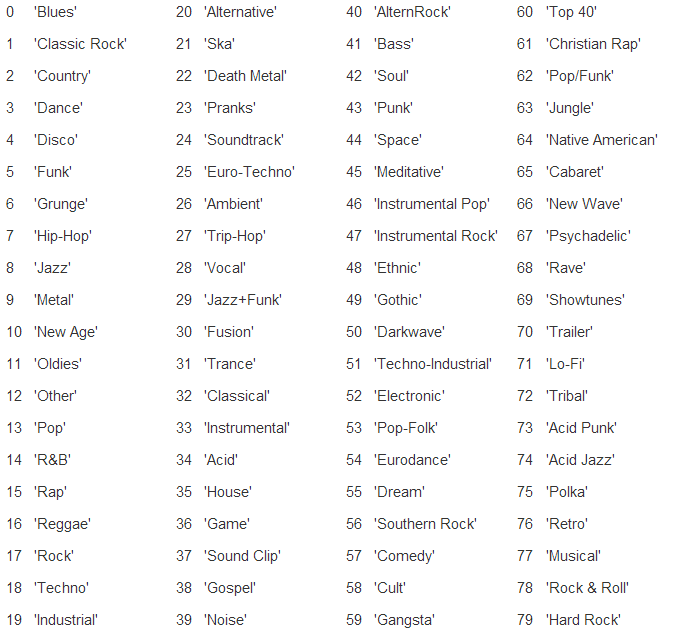 0 'Blues' 20 'Alternative' 40 'AlternRock' 60 'Top 40'
1 'Classic Rock' 21 'Ska' 41 'Bass' 61 'Christian Rap'
2 'Country' 22 'Death Metal' 42 'Soul' 62 'Pop/Funk'
3 'Dance' 23 'Pranks' 43 'Punk' 63 'Jungle'
4 'Disco' 24 'Soundtrack' 44 'Space' 64 'Native American'
5 'Funk' 25 'Euro-Techno' 45 'Meditative' 65 'Cabaret'
6 'Grunge' 26 'Ambient' 46 'Instrumental Pop' 66 'New Wave'
7 'Hip-Hop' 27 'Trip-Hop' 47 'Instrumental Rock' 67 'Psychadelic'
8 'Jazz' 28 'Vocal' 48 'Ethnic' 68 'Rave'
9 'Metal' 29 'Jazz+Funk' 49 'Gothic' 69 'Showtunes'
10 'New Age' 30 'Fusion' 50 'Darkwave' 70 'Trailer'
11 'Oldies' 31 'Trance' 51 'Techno-Industrial' 71 'Lo-Fi'
12 'Other' 32 'Classical' 52 'Electronic' 72 'Tribal'
13 'Pop' 33 'Instrumental' 53 'Pop-Folk' 73 'Acid Punk'
14 'R&B' 34 'Acid' 54 'Eurodance' 74 'Acid Jazz'
15 'Rap' 35 'House' 55 'Dream' 75 'Polka'
16 'Reggae' 36 'Game' 56 'Southern Rock' 76 'Retro'
17 'Rock' 37 'Sound Clip' 57 'Comedy' 77 'Musical'
18 'Techno' 38 'Gospel' 58 'Cult' 78 'Rock & Roll'
19 'Industrial' 39 'Noise' 59 'Gangsta' 79 'Hard Rock'